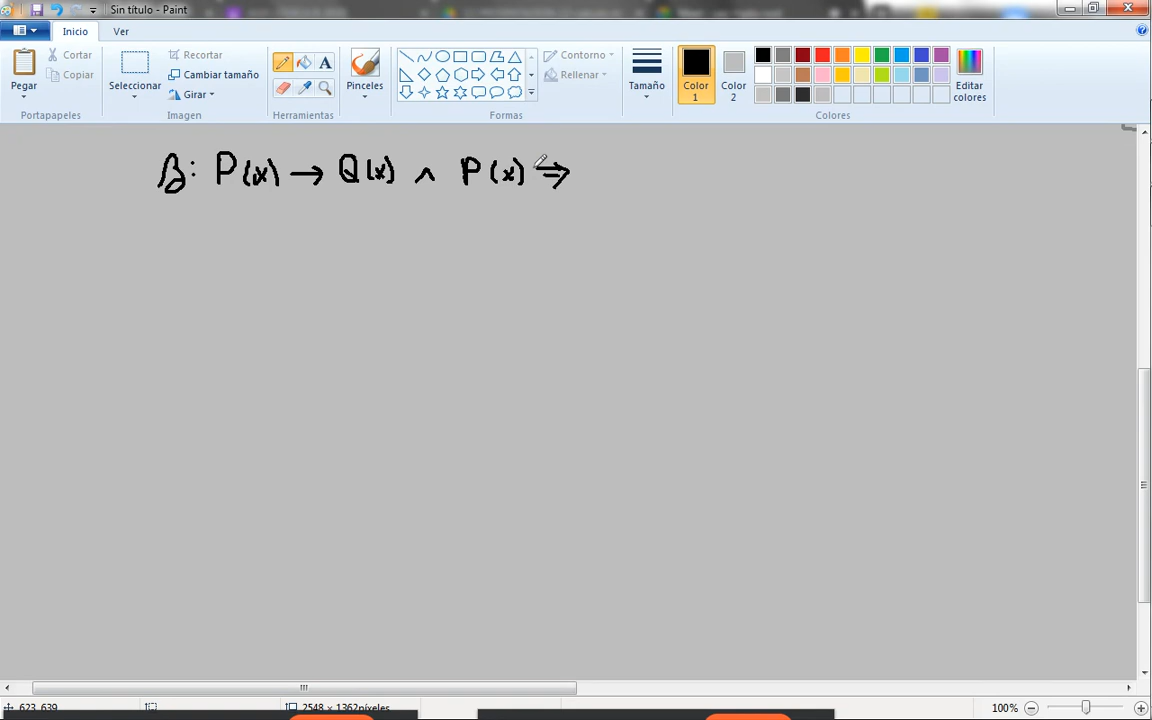 Sin título - Paint
Inicio Ver
Pegar
Cortar
Copiar
Portapapeles
Seleccionar
Recortar
Cambiar tamaño
Girar
Imagen
A
Herramientas
Pinceles
Contorno
Rellenar
Formas
Tamaño
Color 1
Color 2
Editar colores
Colores
: P(x) → Q(x) ∧ P(x) ⇒
623, 639
2548 × 1362píxeles
100%